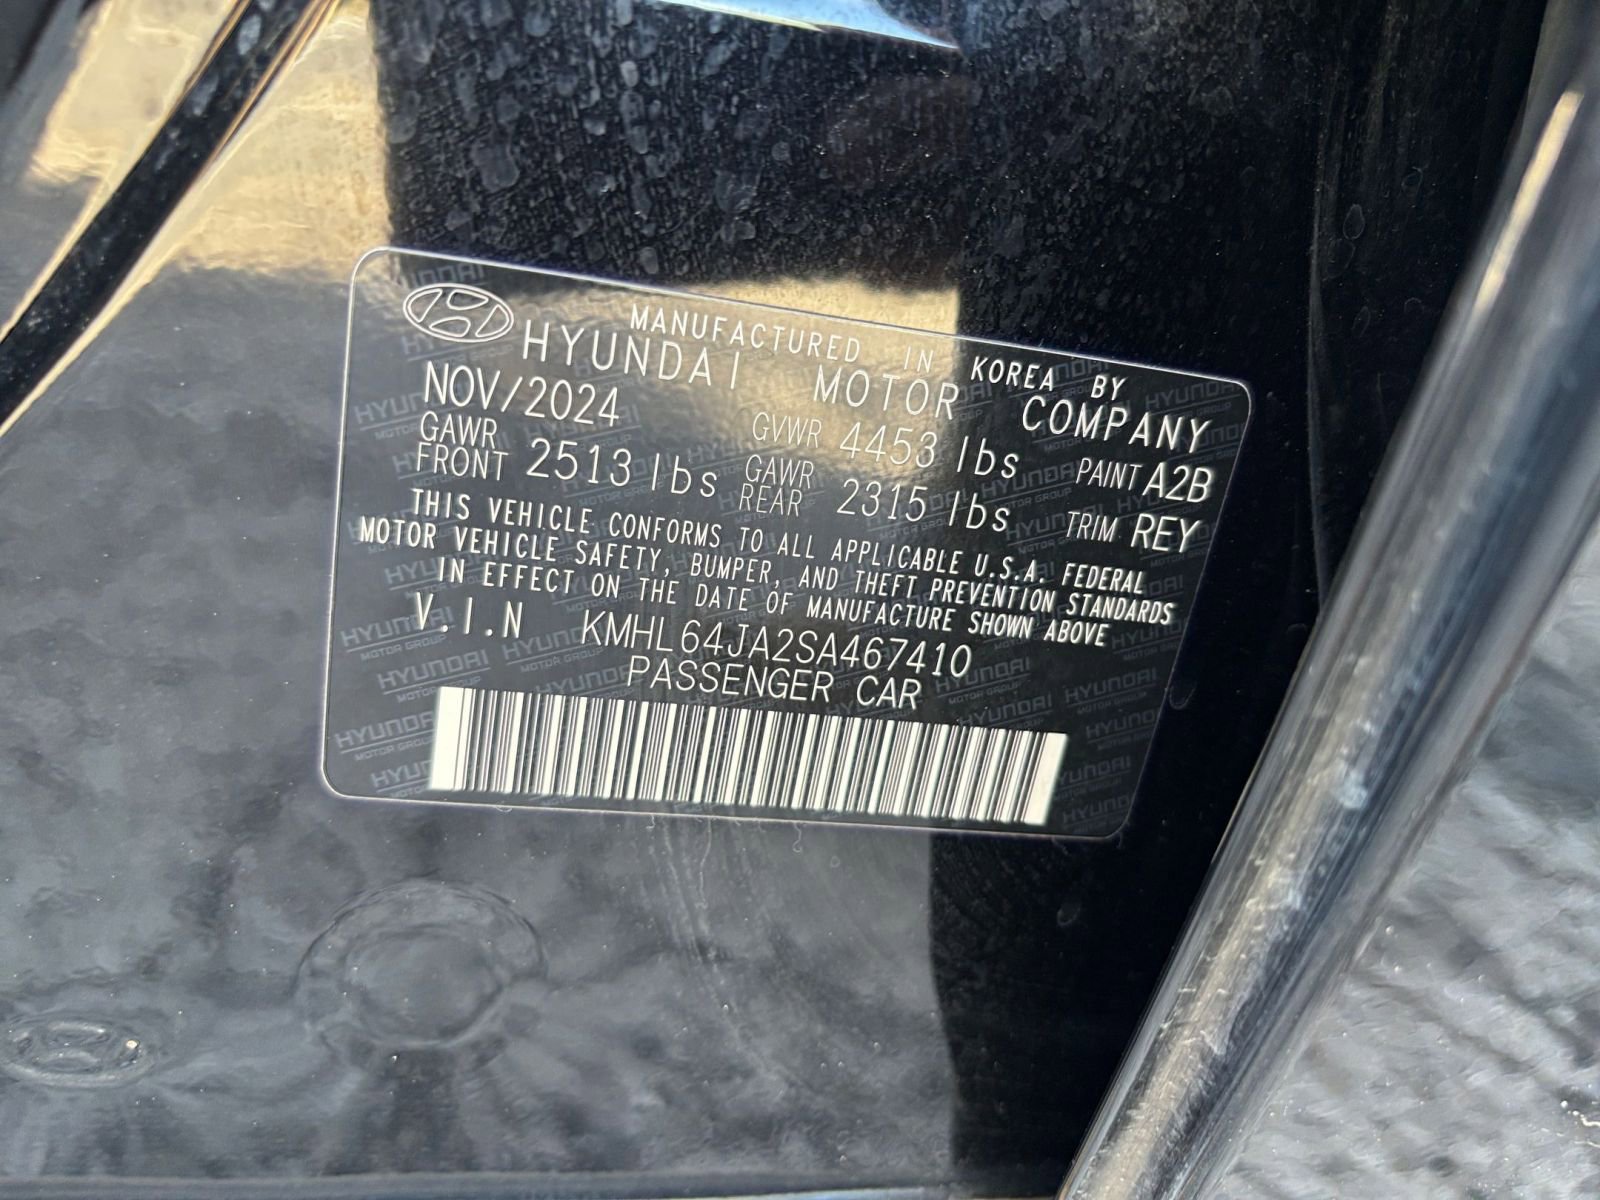 MANUFACTURED IN KOREA BY
HYUNDAI MOTOR COMPANY
NOV/2024 GVWR 4453 lbs PAINT A2B
GAWR FRONT 2513 lbs GAWR REAR 2315 lbs TRIM REY
THIS VEHICLE CONFORMS TO ALL APPLICABLE U.S.A. FEDERAL
MOTOR VEHICLE SAFETY, BUMPER, AND THEFT PREVENTION STANDARDS
IN EFFECT ON THE DATE OF MANUFACTURE SHOWN ABOVE
V.I.N KMHL64JA2SA467410
PASSENGER CAR